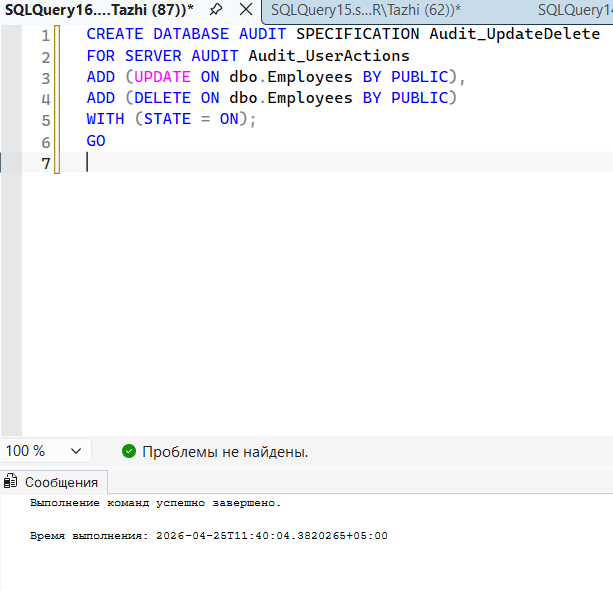 SQLQuery16....Tazhi (87))* SQLQuery15.s...R\Tazhi (62))* SQLQuery14
1 CREATE DATABASE AUDIT SPECIFICATION Audit_UpdateDelete
2 FOR SERVER AUDIT Audit_UserActions
3 ADD (UPDATE ON dbo.Employees BY PUBLIC),
4 ADD (DELETE ON dbo.Employees BY PUBLIC)
5 WITH (STATE = ON);
6 GO
7
100 % Проблемы не найдены.
Сообщения
Выполнение команд успешно завершено.
Время выполнения: 2026-04-25T11:40:04.3820265+05:00